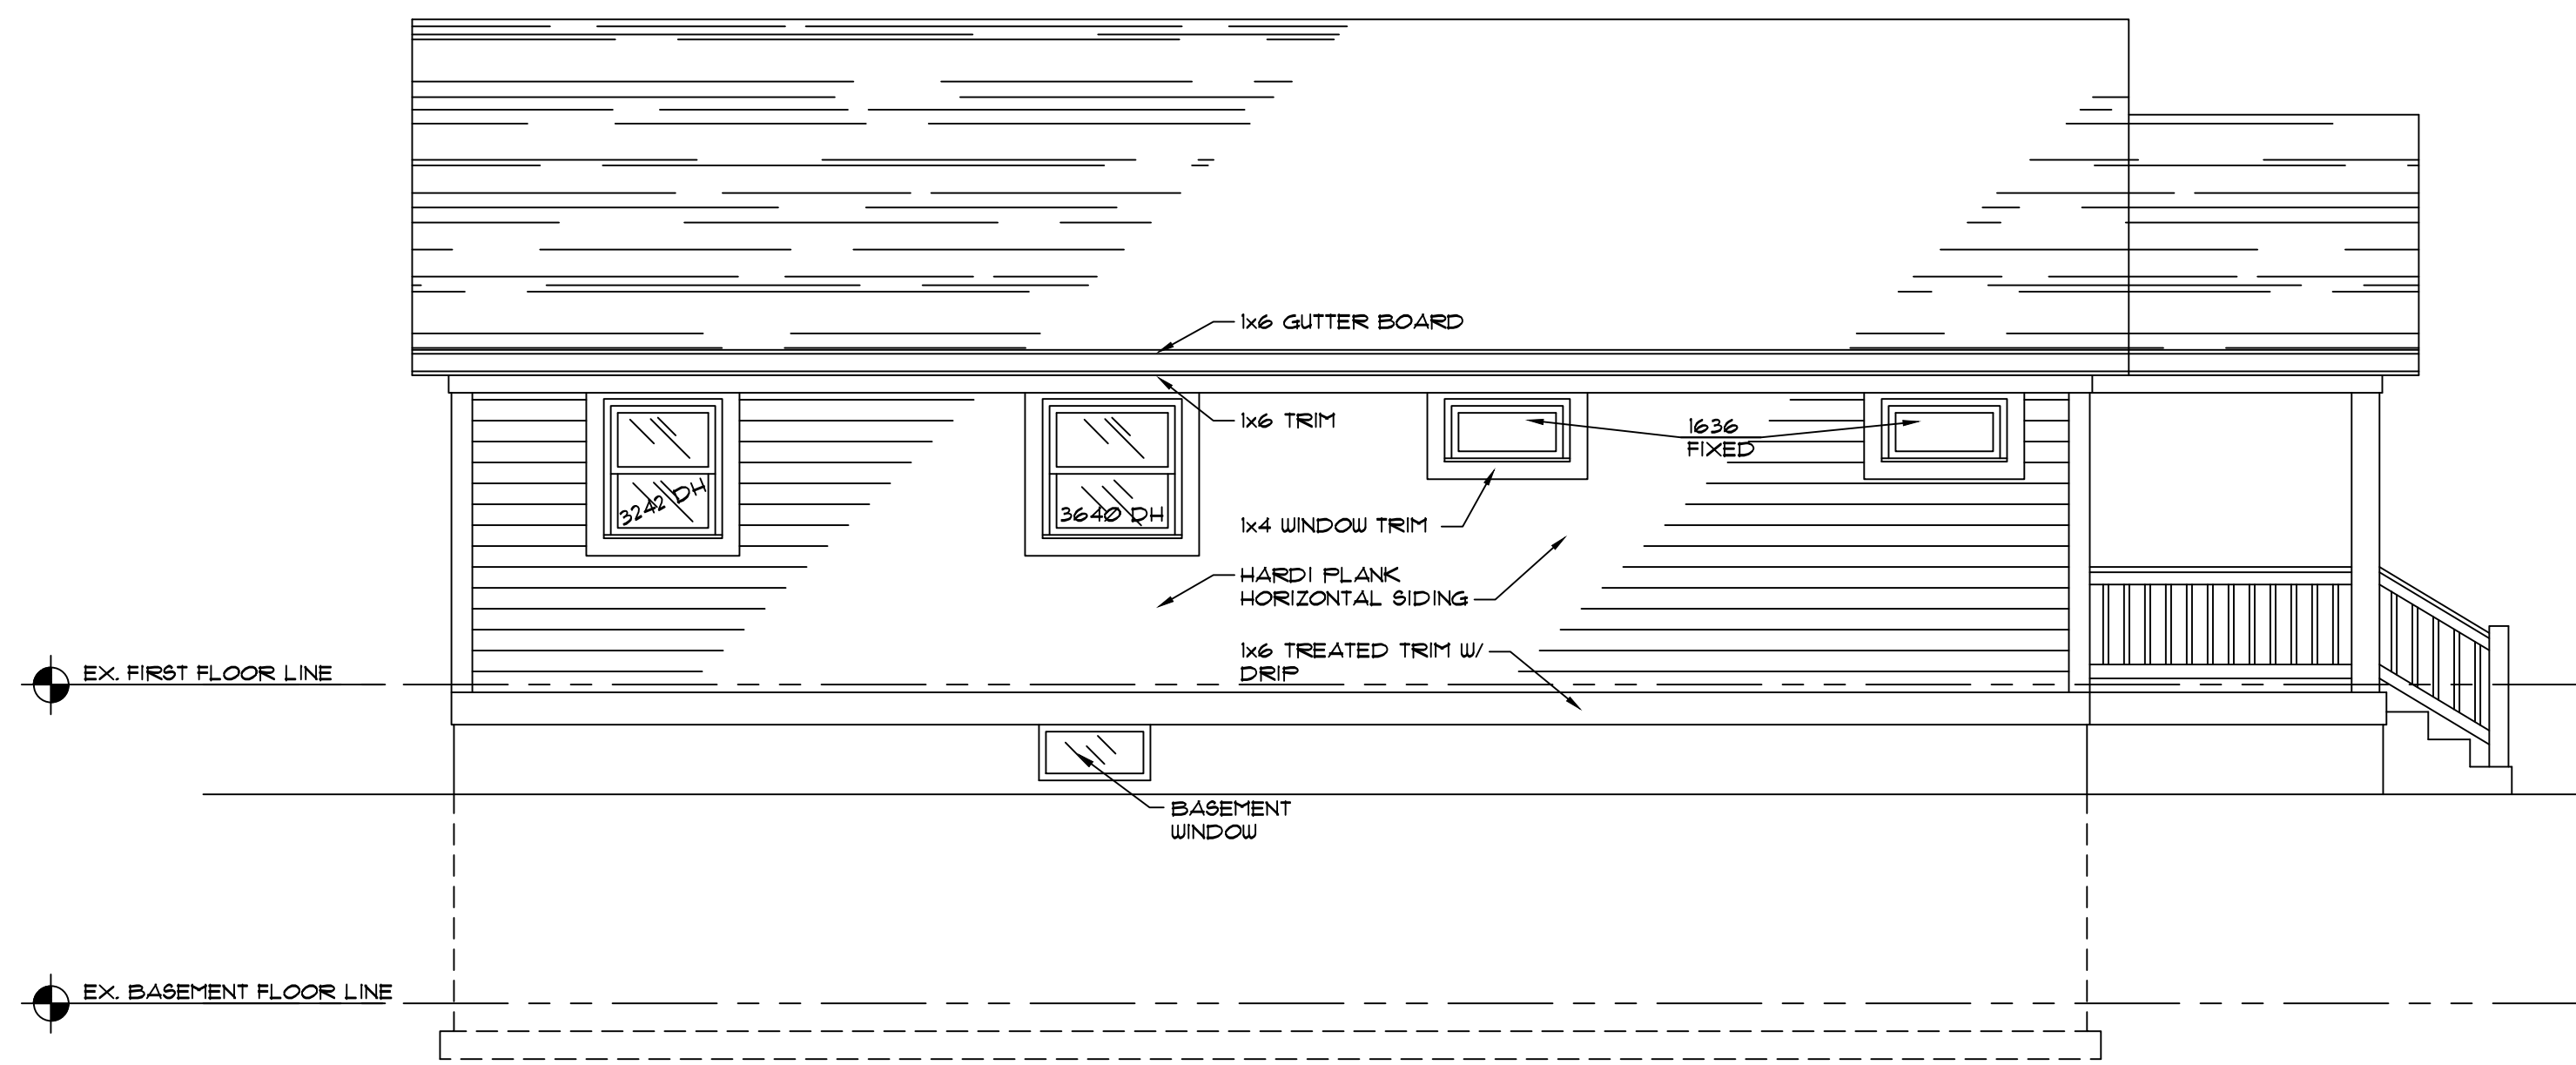 1x6 GUTTER BOARD
1x6 TRIM
1636
FIXED
3242 DH
3640 DH
1x4 WINDOW TRIM
HARDI PLANK
HORIZONTAL SIDING
1x6 TREATED TRIM W/
DRIP
EX. FIRST FLOOR LINE
BASEMENT
WINDOW
EX. BASEMENT FLOOR LINE